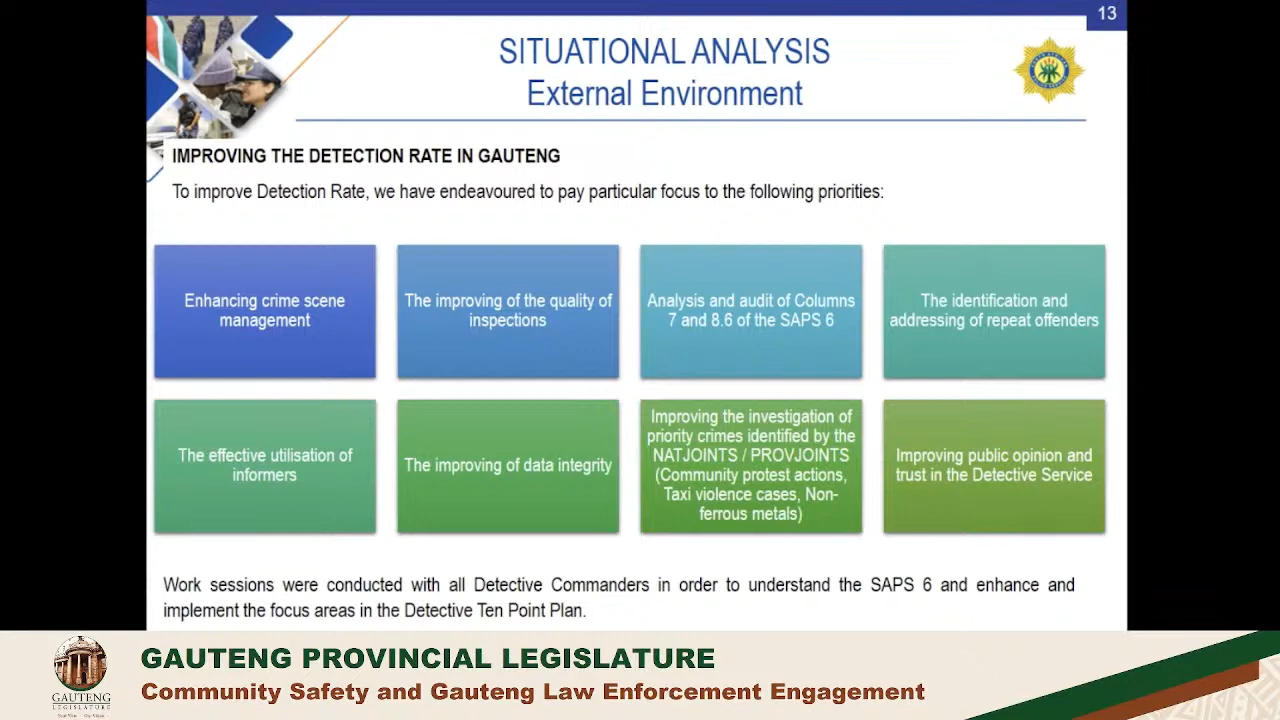 13
SITUATIONAL ANALYSIS
External Environment
IMPROVING THE DETECTION RATE IN GAUTENG
To improve Detection Rate, we have endeavoured to pay particular focus to the following priorities:
Enhancing crime scene
management
The improving of the quality of
inspections
Analysis and audit of Columns
7 and 8.6 of the SAPS 6
The identification and
addressing of repeat offenders
The effective utilisation of
informers
The improving of data integrity
Improving the investigation of
priority crimes identified by the
NATJOINTS / PROVJOINTS
(Community protest actions,
Taxi violence cases, Non-
ferrous metals)
Improving public opinion and
trust in the Detective Service
Work sessions were conducted with all Detective Commanders in order to understand the SAPS 6 and enhance and
implement the focus areas in the Detective Ten Point Plan.
GAUTENG PROVINCIAL LEGISLATURE
Community Safety and Gauteng Law Enforcement Engagement
GAUTENG
LEGISLATURE